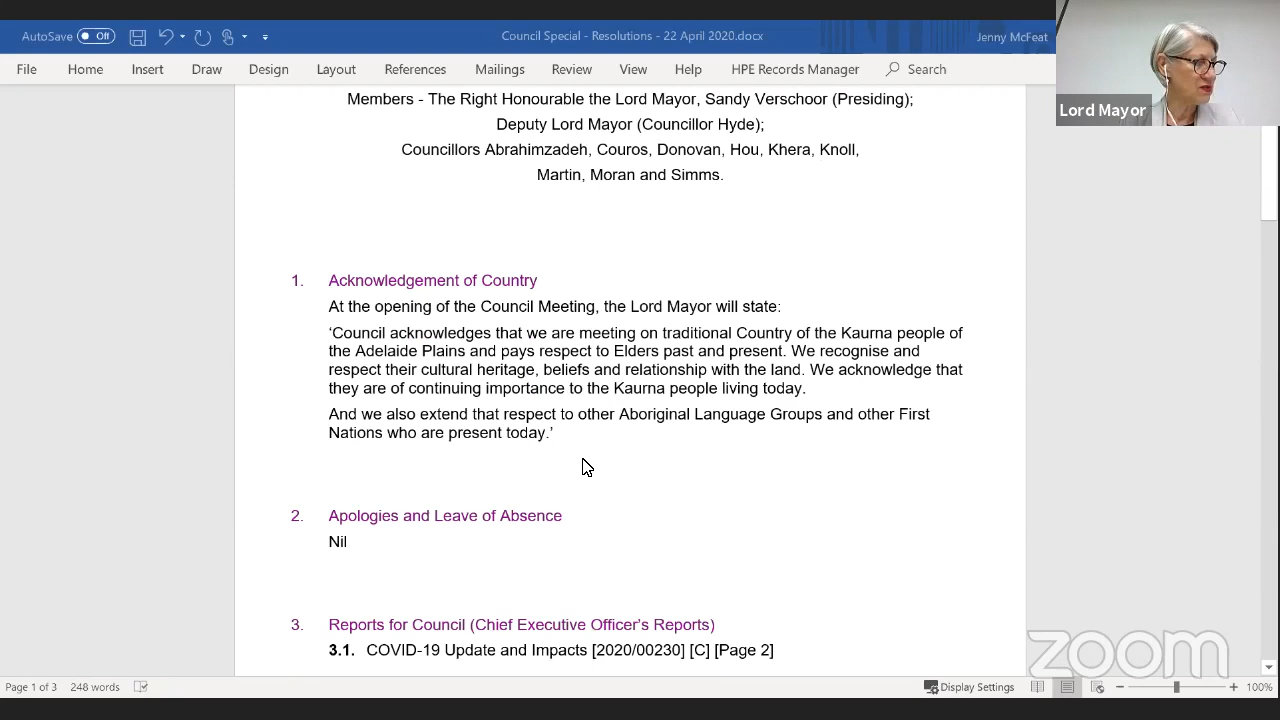 AutoSave Off
Council Special - Resolutions - 22 April 2020.docx
Jenny McFeat
File Home Insert Draw Design Layout References Mailings Review View Help HPE Records Manager Search
Lord Mayor
Members - The Right Honourable the Lord Mayor, Sandy Verschoor (Presiding);
Deputy Lord Mayor (Councillor Hyde);
Councillors Abrahimzadeh, Couros, Donovan, Hou, Khera, Knoll,
Martin, Moran and Simms.
1. Acknowledgement of Country
At the opening of the Council Meeting, the Lord Mayor will state:
‘Council acknowledges that we are meeting on traditional Country of the Kaurna people of
the Adelaide Plains and pays respect to Elders past and present. We recognise and
respect their cultural heritage, beliefs and relationship with the land. We acknowledge that
they are of continuing importance to the Kaurna people living today.
And we also extend that respect to other Aboriginal Language Groups and other First
Nations who are present today.’
2. Apologies and Leave of Absence
Nil
3. Reports for Council (Chief Executive Officer’s Reports)
3.1. COVID-19 Update and Impacts [2020/00230] [C] [Page 2]
zoom
Page 1 of 3 248 words Display Settings 100%